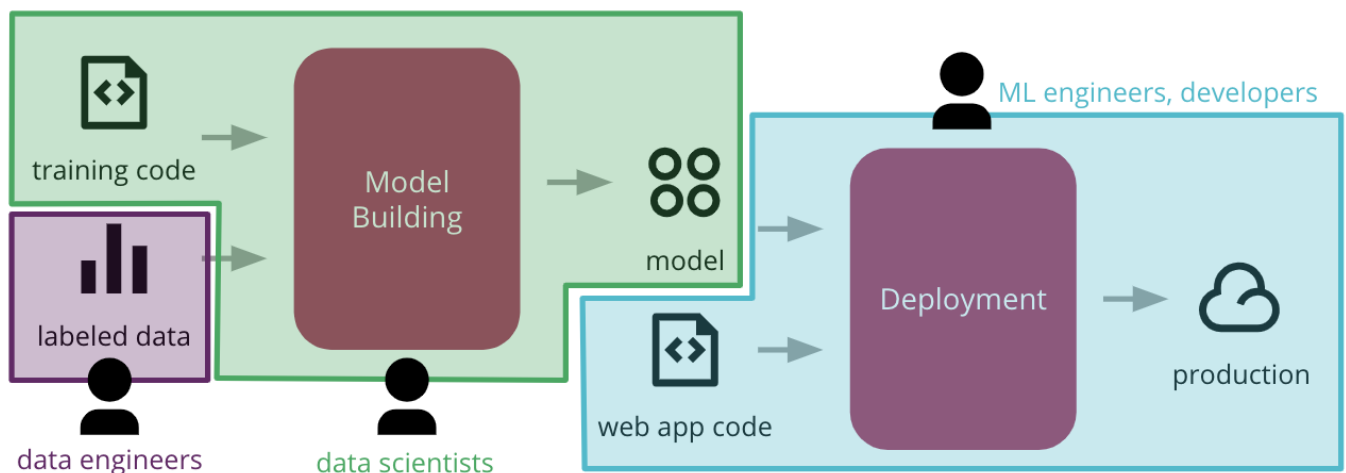 ML engineers, developers
training code
Model
Building
model
labeled data
Deployment
production
web app code
data engineers
data scientists